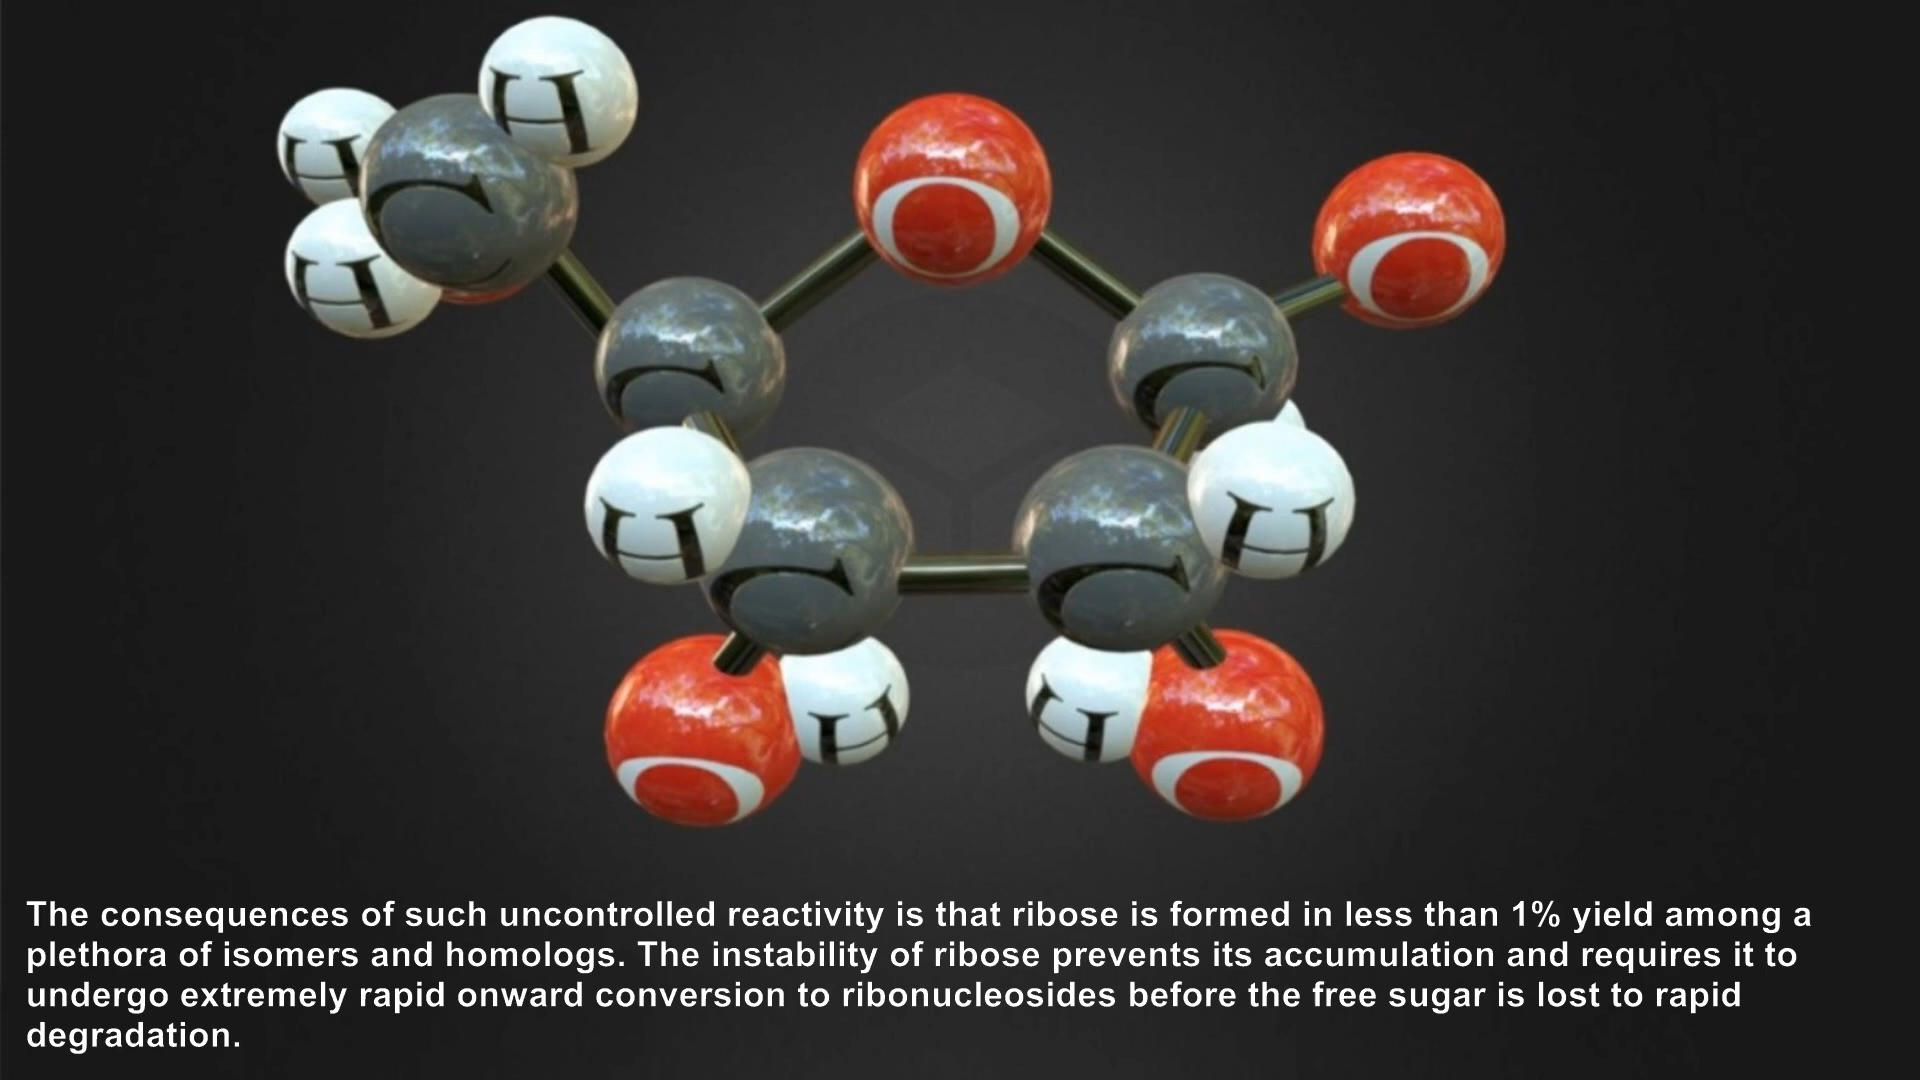 H
H
C
O
O
H
C
C
H
H
C
C
H
H
O
O
The consequences of such uncontrolled reactivity is that ribose is formed in less than 1% yield among a
plethora of isomers and homologs. The instability of ribose prevents its accumulation and requires it to
undergo extremely rapid onward conversion to ribonucleosides before the free sugar is lost to rapid
degradation.